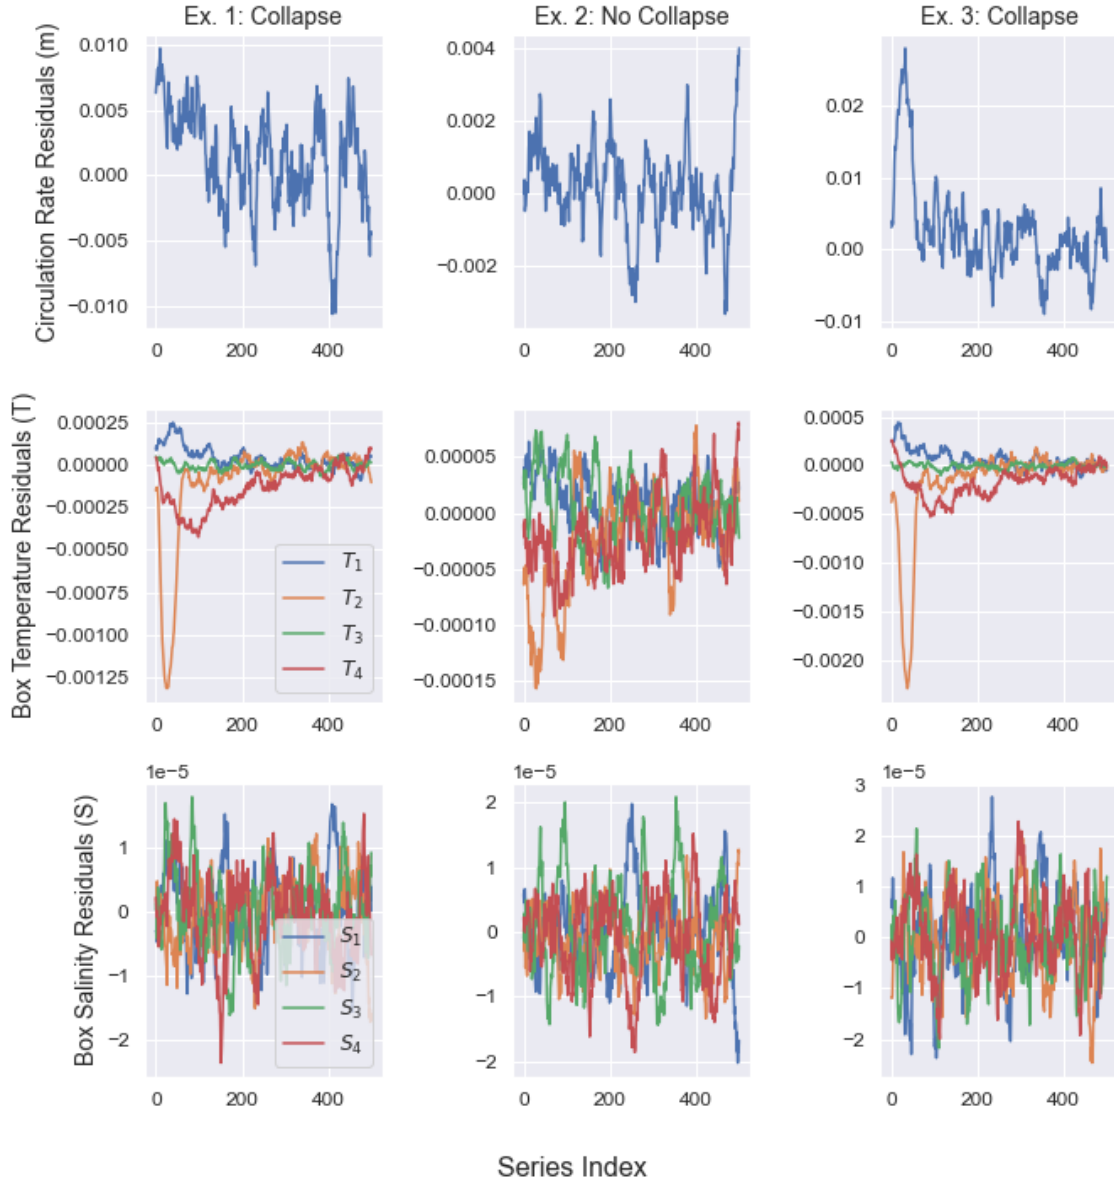 Ex. 1: Collapse
Ex. 2: No Collapse
Ex. 3: Collapse
Circulation Rate Residuals (m)
0.010
0.005
0.000
−0.005
−0.010
0 200 400
0.004
0.002
0.000
−0.002
0 200 400
0.02
0.01
0.00
−0.01
0 200 400
Box Temperature Residuals (T)
0.00025
0.00000
−0.00025
−0.00050
−0.00075
−0.00100
−0.00125
T1
T2
T3
T4
0 200 400
0.00005
0.00000
−0.00005
−0.00010
−0.00015
0 200 400
0.0005
0.0000
−0.0005
−0.0010
−0.0015
−0.0020
0 200 400
Box Salinity Residuals (S)
1e−5
1
0
−1
−2
S1
S2
S3
S4
0 200 400
1e−5
2
1
0
−1
−2
0 200 400
1e−5
3
2
1
0
−1
−2
0 200 400
Series Index